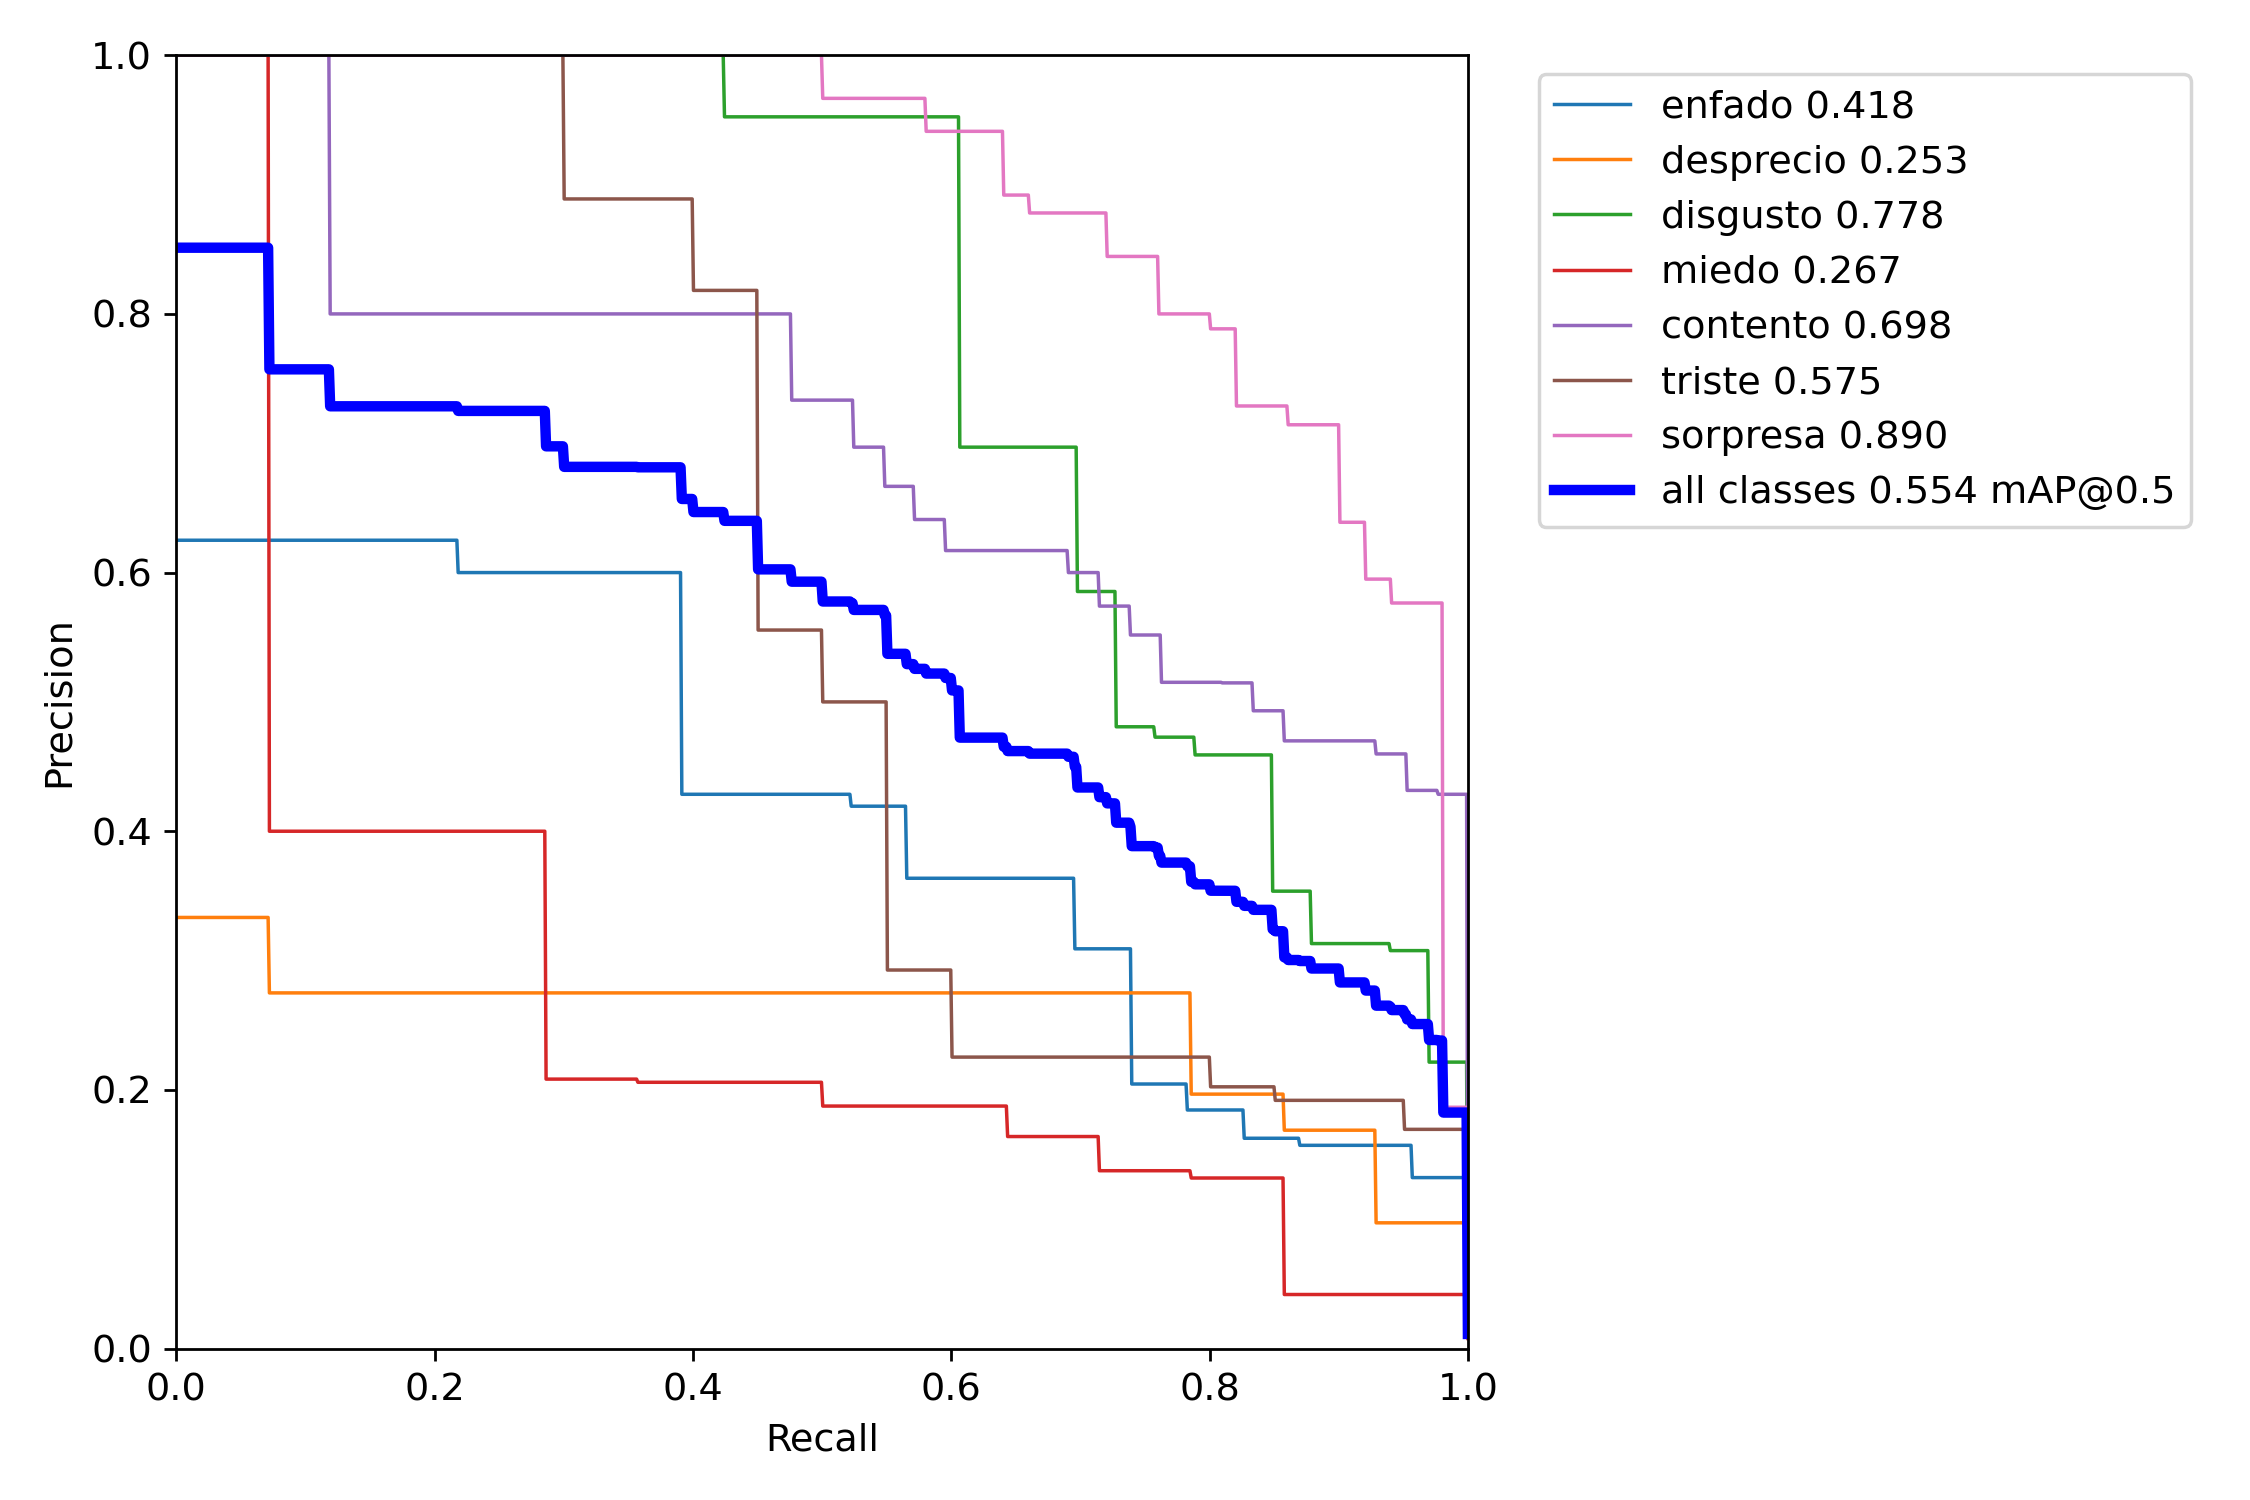 1.0
0.8
0.6
0.4
0.2
0.0
Precision
0.0 0.2 0.4 0.6 0.8 1.0
Recall
enfado 0.418
desprecio 0.253
disgusto 0.778
miedo 0.267
contento 0.698
triste 0.575
sorpresa 0.890
all classes 0.554 mAP@0.5